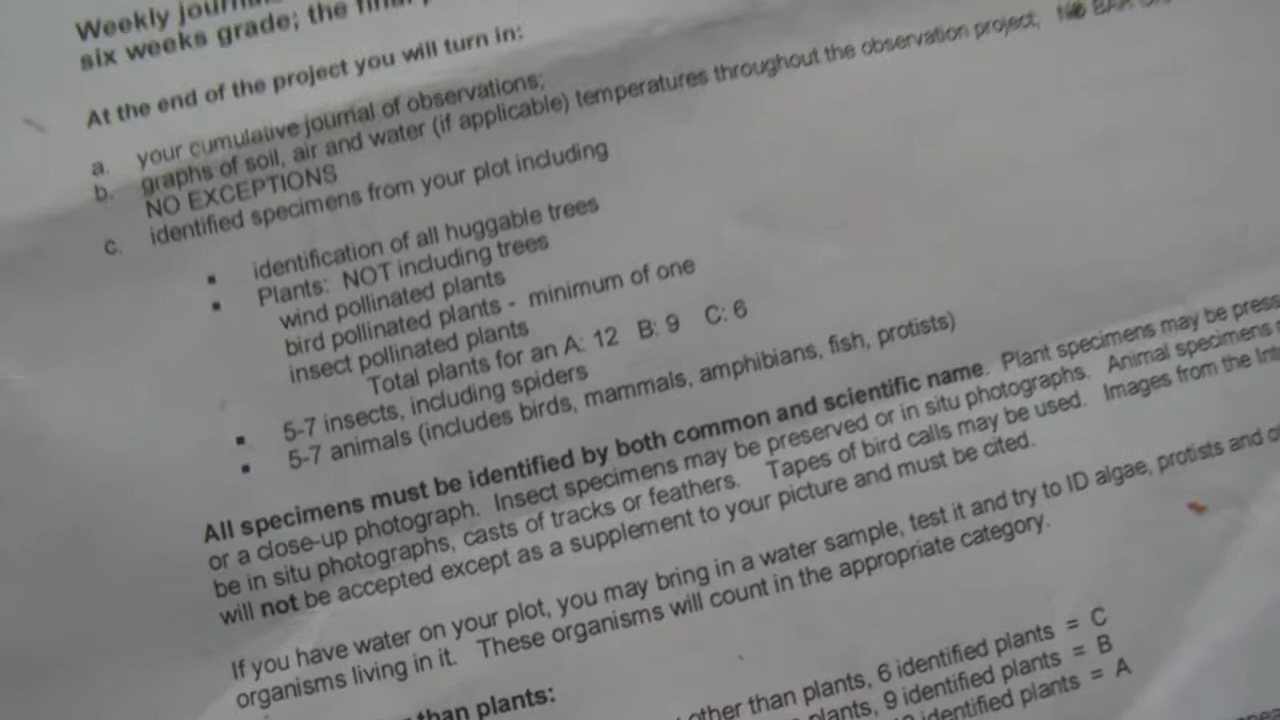 Weekly
six weeks grade; the final
At the end of the project you will turn in:
a. your cumulative journal of observations;
b. graphs of soil, air and water (if applicable) temperatures throughout the observation project;
NO EXCEPTIONS
c. identified specimens from your plot including
▪ identification of all huggable trees
▪ Plants: NOT including trees
wind pollinated plants
bird pollinated plants - minimum of one
insect pollinated plants
Total plants for an A: 12 B: 9 C: 6
▪ 5-7 insects, including spiders
▪ 5-7 animals (includes birds, mammals, amphibians, fish, protists)
All specimens must be identified by both common and scientific name. Plant specimens may be press
or a close-up photograph. Insect specimens may be preserved or in situ photographs. Animal specimens
be in situ photographs, casts of tracks or feathers. Tapes of bird calls may be used. Images from the
will not be accepted except as a supplement to your picture and must be cited.
If you have water on your plot, you may bring in a water sample, test it and try to ID algae, protists and
organisms living in it. These organisms will count in the appropriate category.
than plants:
other than plants, 6 identified plants = C
plants, 9 identified plants = B
identified plants = A